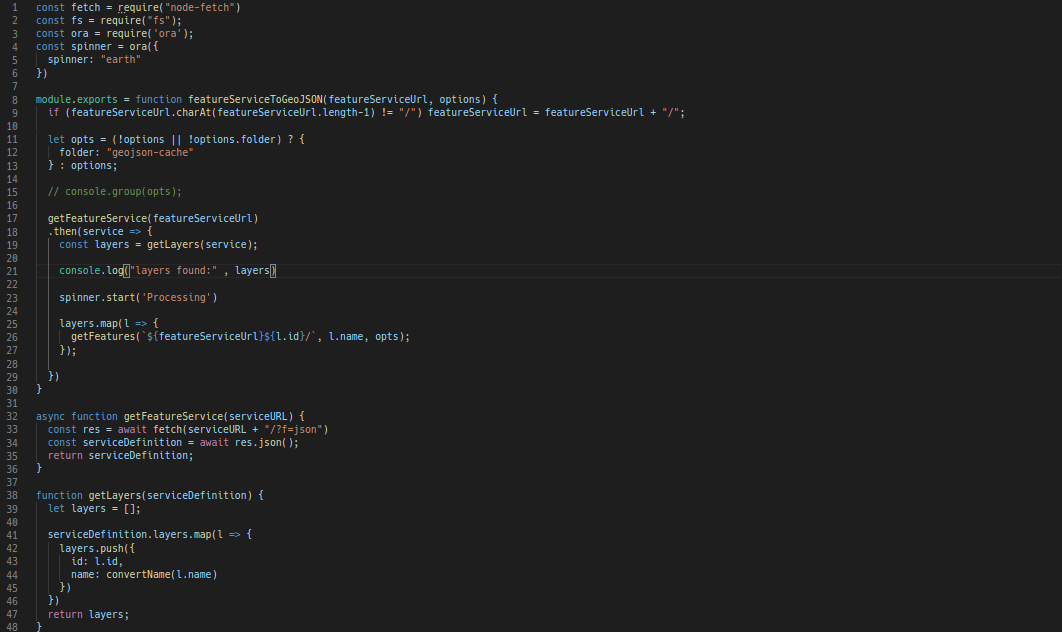 1 const fetch = require("node-fetch")
2 const fs = require("fs");
3 const ora = require('ora');
4 const spinner = ora({
5   spinner: "earth"
6 })
7
8 module.exports = function featureServiceToGeoJSON(featureServiceUrl, options) {
9   if (featureServiceUrl.charAt(featureServiceUrl.length-1) != "/") featureServiceUrl = featureServiceUrl + "/";
10
11   let opts = (!options || !options.folder) ? {
12     folder: "geojson-cache"
13   } : options;
14
15   // console.group(opts);
16
17   getFeatureService(featureServiceUrl)
18   .then(service => {
19     const layers = getLayers(service);
20
21     console.log("layers found:" , layers)
22
23     spinner.start('Processing')
24
25     layers.map(l => {
26       getFeatures(`${featureServiceUrl}${l.id}/`, l.name, opts);
27     });
28
29   })
30 }
31
32 async function getFeatureService(serviceURL) {
33   const res = await fetch(serviceURL + "/?f=json")
34   const serviceDefinition = await res.json();
35   return serviceDefinition;
36 }
37
38 function getLayers(serviceDefinition) {
39   let layers = [];
40
41   serviceDefinition.layers.map(l => {
42     layers.push({
43       id: l.id,
44       name: convertName(l.name)
45     })
46   })
47   return layers;
48 }